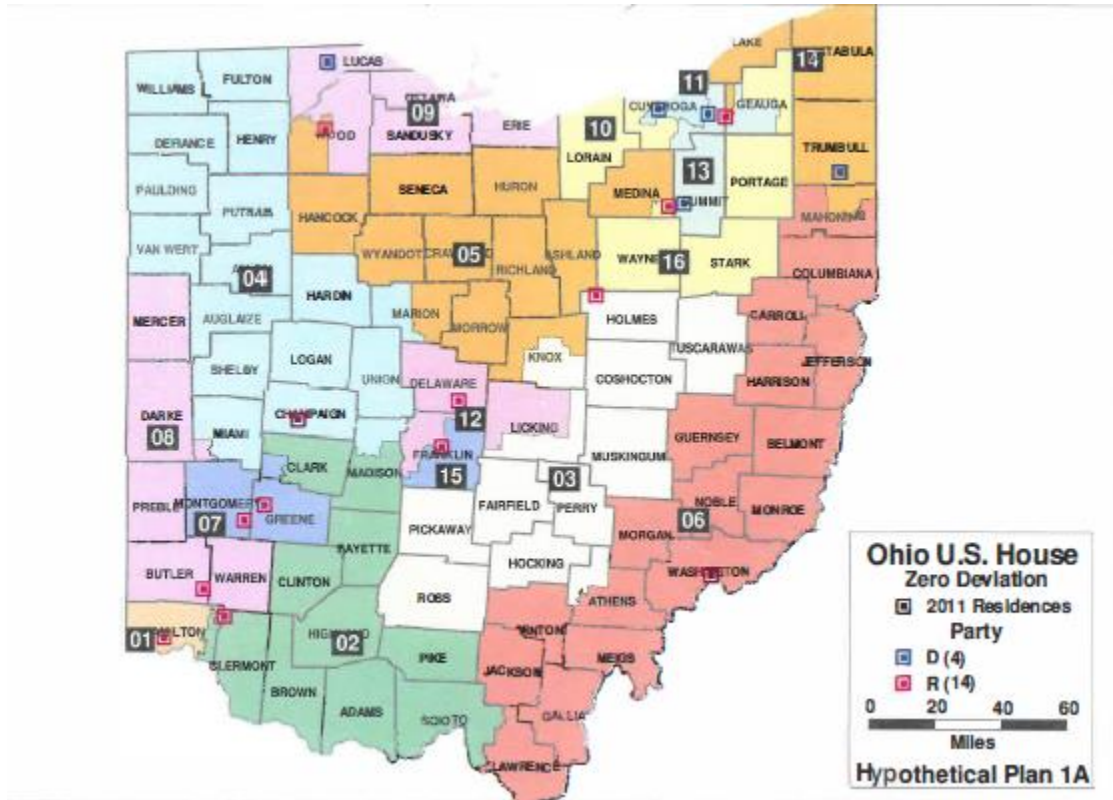 LAKE
LUCAS
FULTON
WILLIAMS
11
14
TABULA
CUYAHOGA
GEAUGA
09
SANDUSKY
ERIE
HENRY
DEFIANCE
10
LORAIN
TRUMBULL
13
PORTAGE
SUMMIT
MEDINA
PAULDING
SENECA
HURON
PUTNAM
HANCOCK
MAHONING
VAN WERT
WYANDOT
05
RICHLAND
ASHLAND
WAYNE
16
STARK
COLUMBIANA
04
HARDIN
MERCER
AUGLAIZE
MARION
MORROW
HOLMES
CARROLL
KNOX
TUSCARAWAS
JEFFERSON
LOGAN
SHELBY
UNION
DELAWARE
COSHOCTON
HARRISON
DARKE
08
CHAMPAIGN
12
LICKING
MIAMI
GUERNSEY
BELMONT
FRANKLIN
CLARK
MADISON
15
MUSKINGUM
03
PREBLE
MONTGOMERY
07
GREENE
FAIRFIELD
PERRY
NOBLE
MONROE
PICKAWAY
06
MORGAN
FAYETTE
HOCKING
WASHINGTON
BUTLER
WARREN
CLINTON
ROSS
ATHENS
01
HIGHLAND
02
VINTON
PIKE
MEIGS
CLERMONT
JACKSON
BROWN
ADAMS
SCIOTO
GALLIA
LAWRENCE
Ohio U.S. House
Zero Deviation
2011 Residences
Party
D (4)
R (14)
0 20 40 60
Miles
Hypothetical Plan 1A